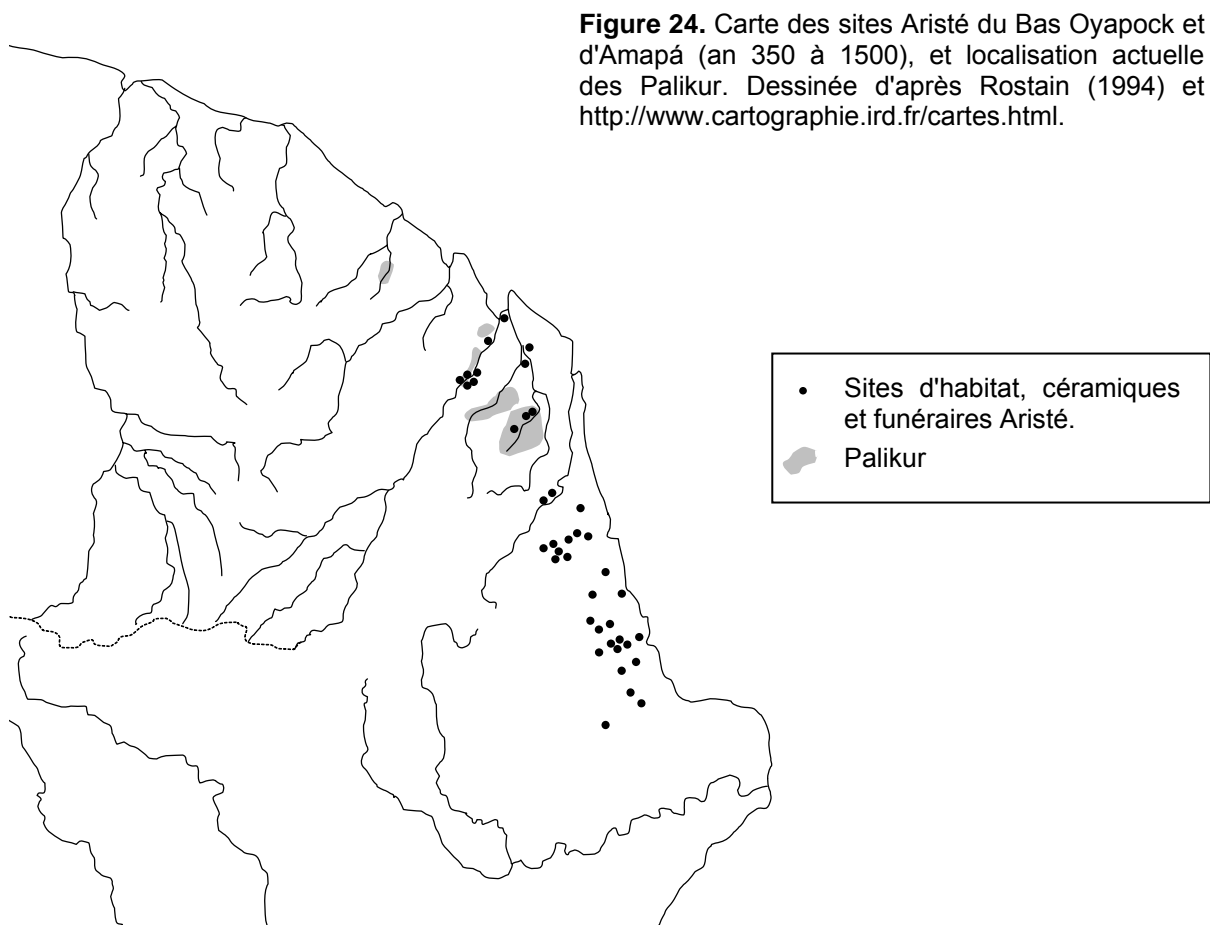 Figure 24. Carte des sites Aristé du Bas Oyapock et
d'Amapá (an 350 à 1500), et localisation actuelle
des Palikur. Dessinée d'après Rostain (1994) et
http://www.cartographie.ird.fr/cartes.html.
Sites d'habitat, céramiques
et funéraires Aristé.
Palikur